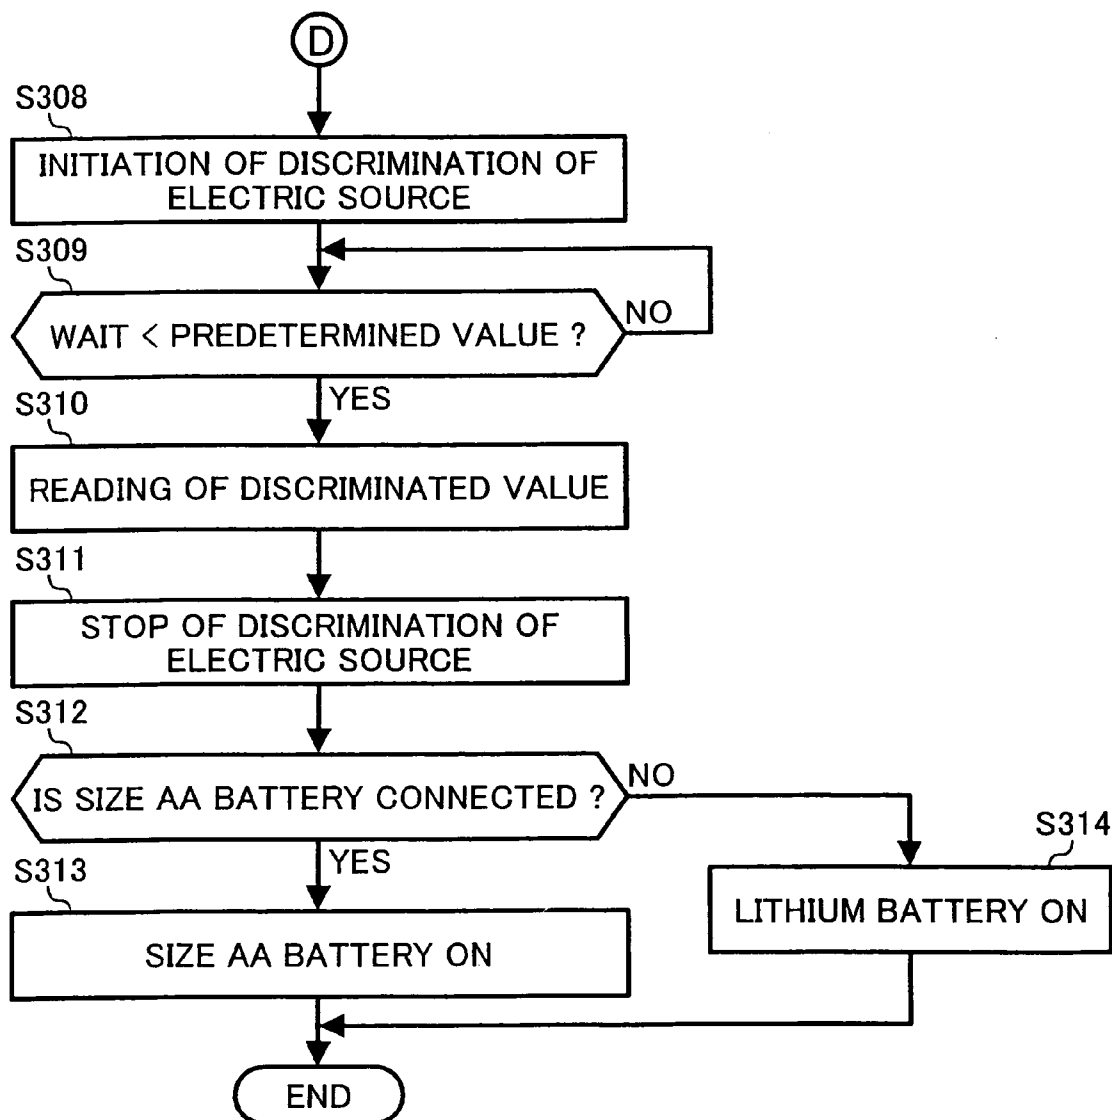 D
S308
INITIATION OF DISCRIMINATION OF
ELECTRIC SOURCE
S309
WAIT < PREDETERMINED VALUE ?
NO
YES
S310
READING OF DISCRIMINATED VALUE
S311
STOP OF DISCRIMINATION OF
ELECTRIC SOURCE
S312
IS SIZE AA BATTERY CONNECTED ?
NO
YES
S313
SIZE AA BATTERY ON
S314
LITHIUM BATTERY ON
END